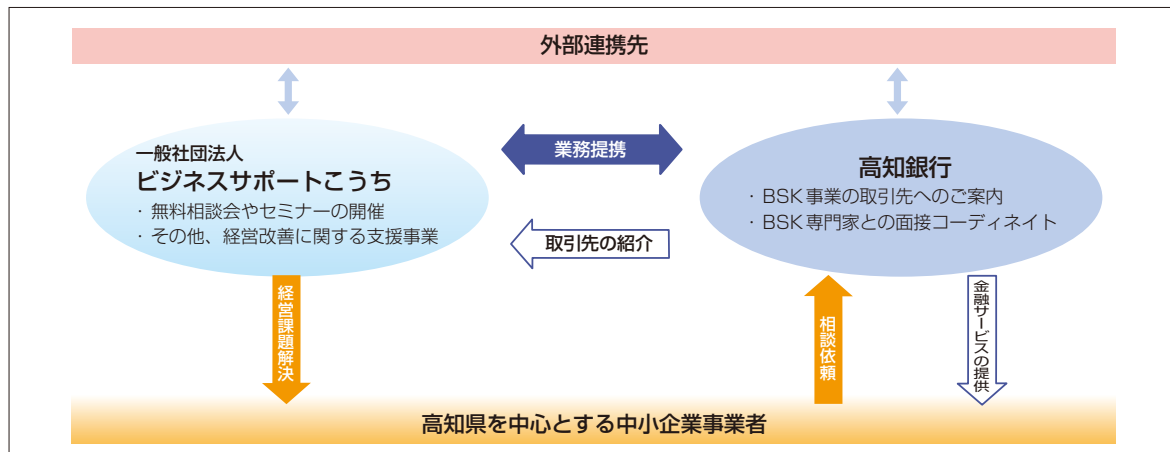 外部連携先
一般社団法人
ビジネスサポートこうち
・無料相談会やセミナーの開催
・その他、経営改善に関する支援事業
業務提携
取引先の紹介
高知銀行
・BSK事業の取引先へのご案内
・BSK専門家との面接コーディネイト
経営課題解決
相談依頼
金融サービスの提供
高知県を中心とする中小企業事業者